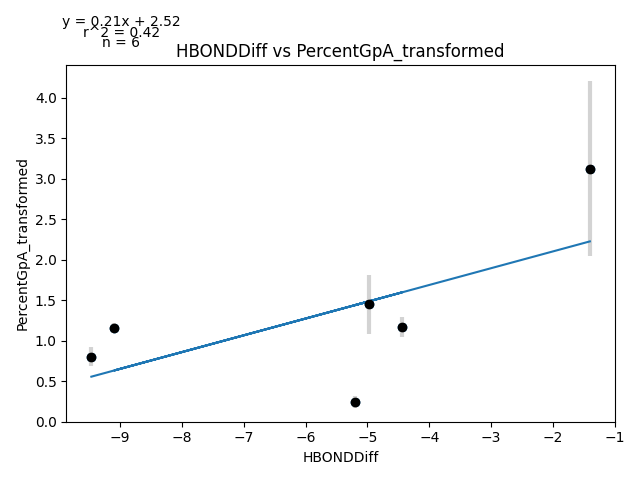 y = 0.21x + 2.52
r^2 = 0.42
n = 6
HBONDDiff vs PercentGpA_transformed
PercentGpA_transformed
4.0
3.5
3.0
2.5
2.0
1.5
1.0
0.5
0.0
−9 −8 −7 −6 −5 −4 −3 −2 −1
HBONDDiff